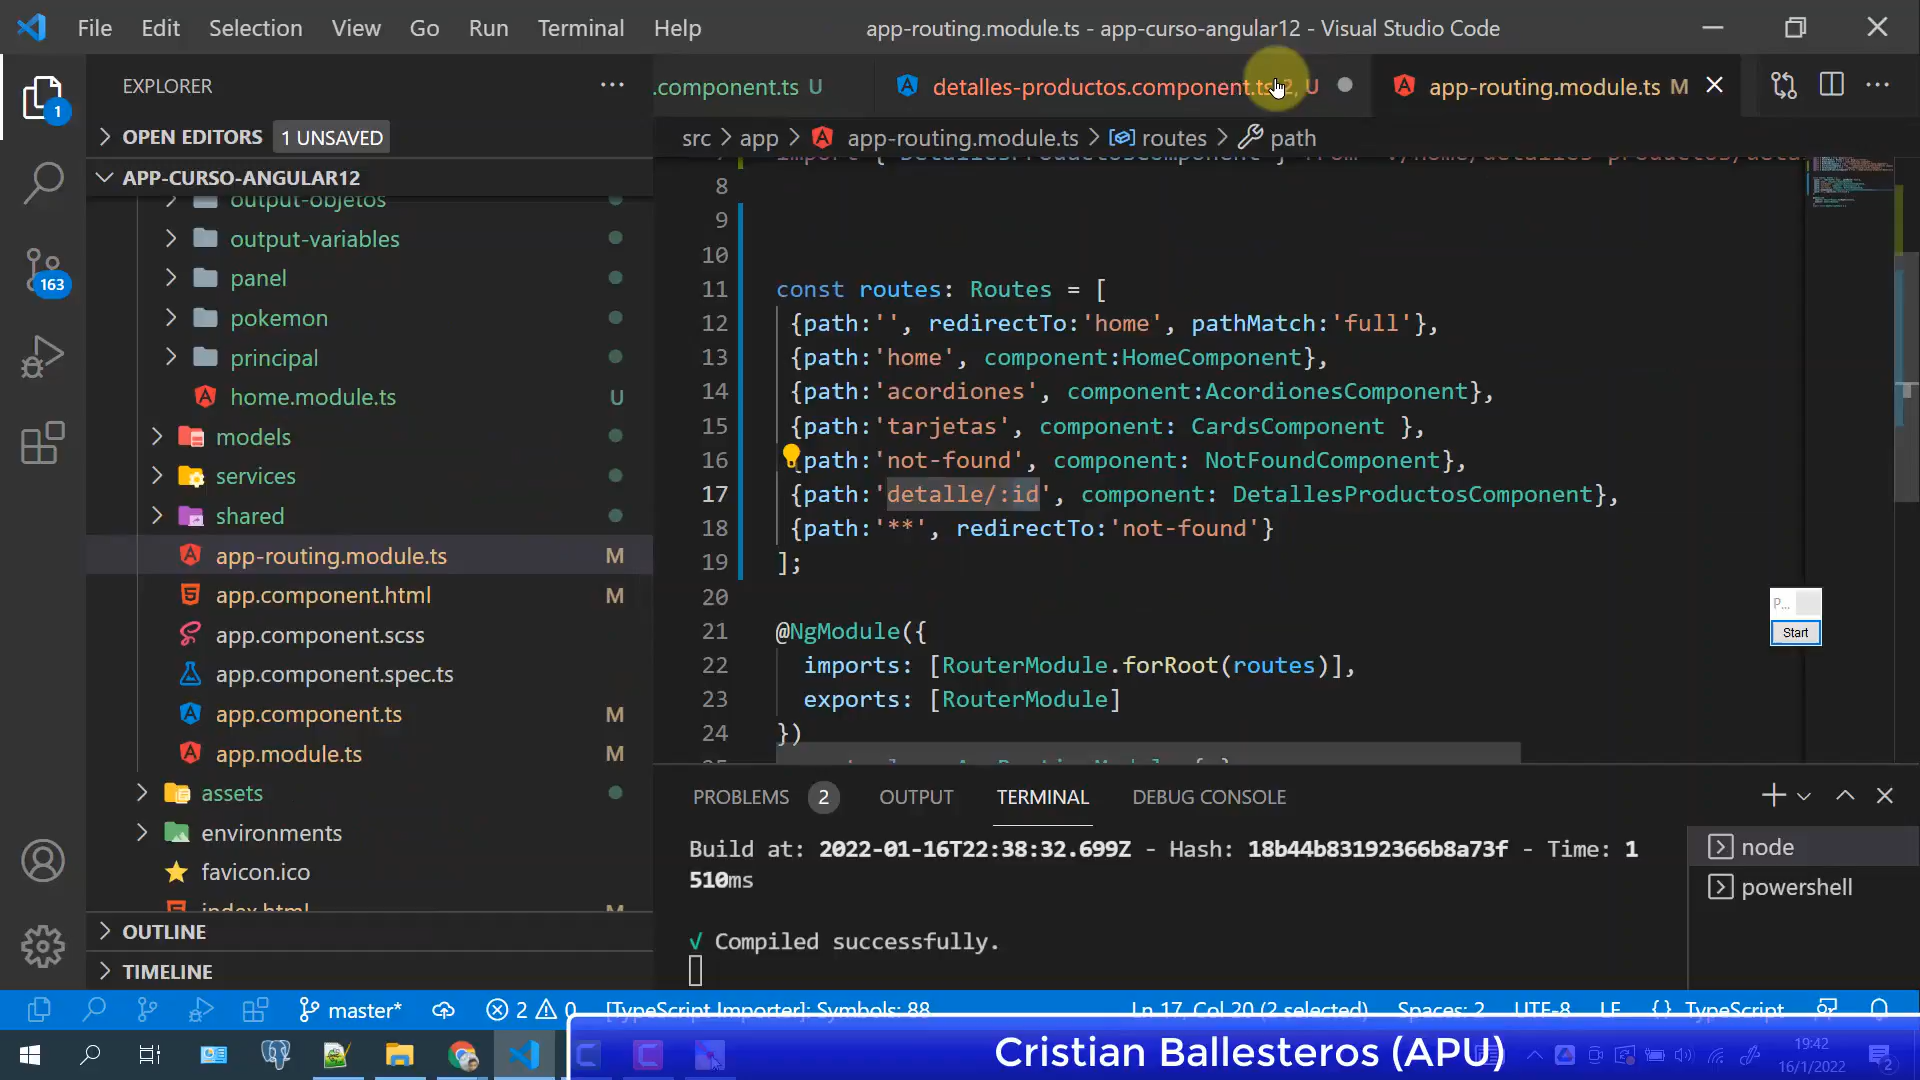 File Edit Selection View Go Run Terminal Help app-routing.module.ts - app-curso-angular12 - Visual Studio Code
EXPLORER
.component.ts U detalles-productos.component.ts 2, U app-routing.module.ts M
OPEN EDITORS 1 UNSAVED
src > app > app-routing.module.ts > routes > path
APP-CURSO-ANGULAR12
output-objetos
output-variables
panel
pokemon
principal
home.module.ts U
models
services
shared
app-routing.module.ts M
app.component.html M
app.component.scss
app.component.spec.ts
app.component.ts M
app.module.ts M
assets
environments
favicon.ico
index.html M
OUTLINE
TIMELINE
8
9
10
11 const routes: Routes = [
12 {path:'', redirectTo:'home', pathMatch:'full'},
13 {path:'home', component:HomeComponent},
14 {path:'acordiones', component:AcordionesComponent},
15 {path:'tarjetas', component: CardsComponent },
16 {path:'not-found', component: NotFoundComponent},
17 {path:'detalle/:id', component: DetallesProductosComponent},
18 {path:'**', redirectTo:'not-found'}
19 ];
20
21 @NgModule({
22 imports: [RouterModule.forRoot(routes)],
23 exports: [RouterModule]
24 })
P...
Start
PROBLEMS 2 OUTPUT TERMINAL DEBUG CONSOLE
Build at: 2022-01-16T22:38:32.699Z - Hash: 18b44b83192366b8a73f - Time: 1
510ms
√ Compiled successfully.
node
powershell
1
163
master* 2 0 [TypeScript Importer]: Symbols: 88 Ln 17, Col 20 (2 selected) Spaces: 2 UTF-8 LF {} TypeScript
Cristian Ballesteros (APU)
19:42
16/1/2022
2